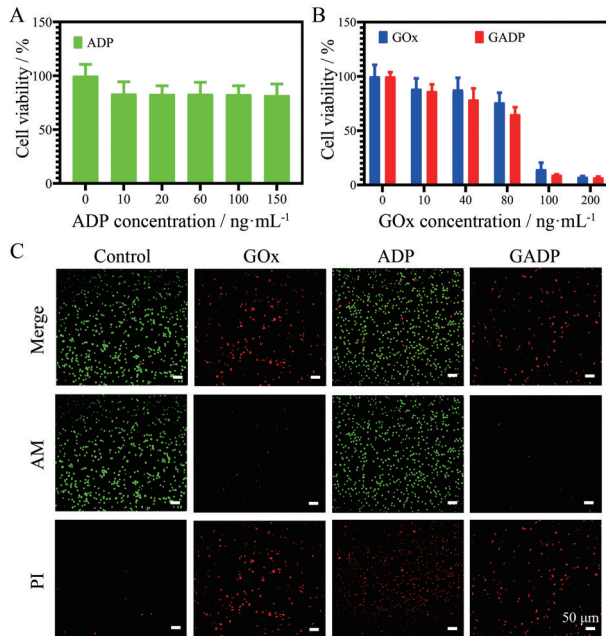 A
Cell viability / %
150
100
50
0
ADP
0 10 20 60 100 150
ADP concentration / ng·mL⁻¹
B
Cell viability / %
150
100
50
0
GOx GADP
0 10 40 80 100 200
GOx concentration / ng·mL⁻¹
C
Control GOx ADP GADP
Merge
AM
PI
50 μm